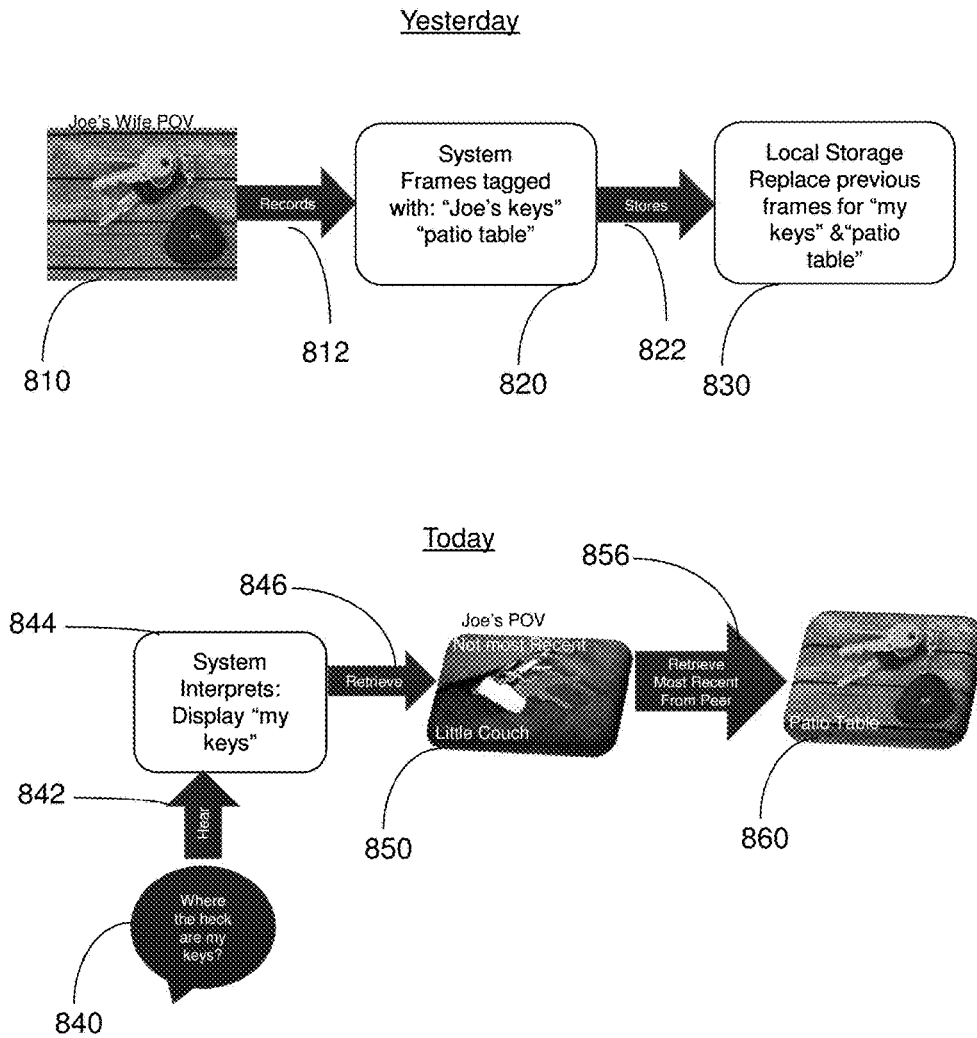 Yesterday
Joe's Wife POV
Records
System
Frames tagged
with: “Joe's keys”
“patio table”
Stores
Local Storage
Replace previous
frames for “my
keys” &“patio
table”
810
812
820
822
830
Today
856
846
844
Joe's POV
Not most Recent
System
Interprets:
Display “my
keys”
Retrieve
Little Couch
Retrieve
Most Recent
From Peer
Patio Table
842
Hear
850
860
Where
the heck
are my
keys?
840